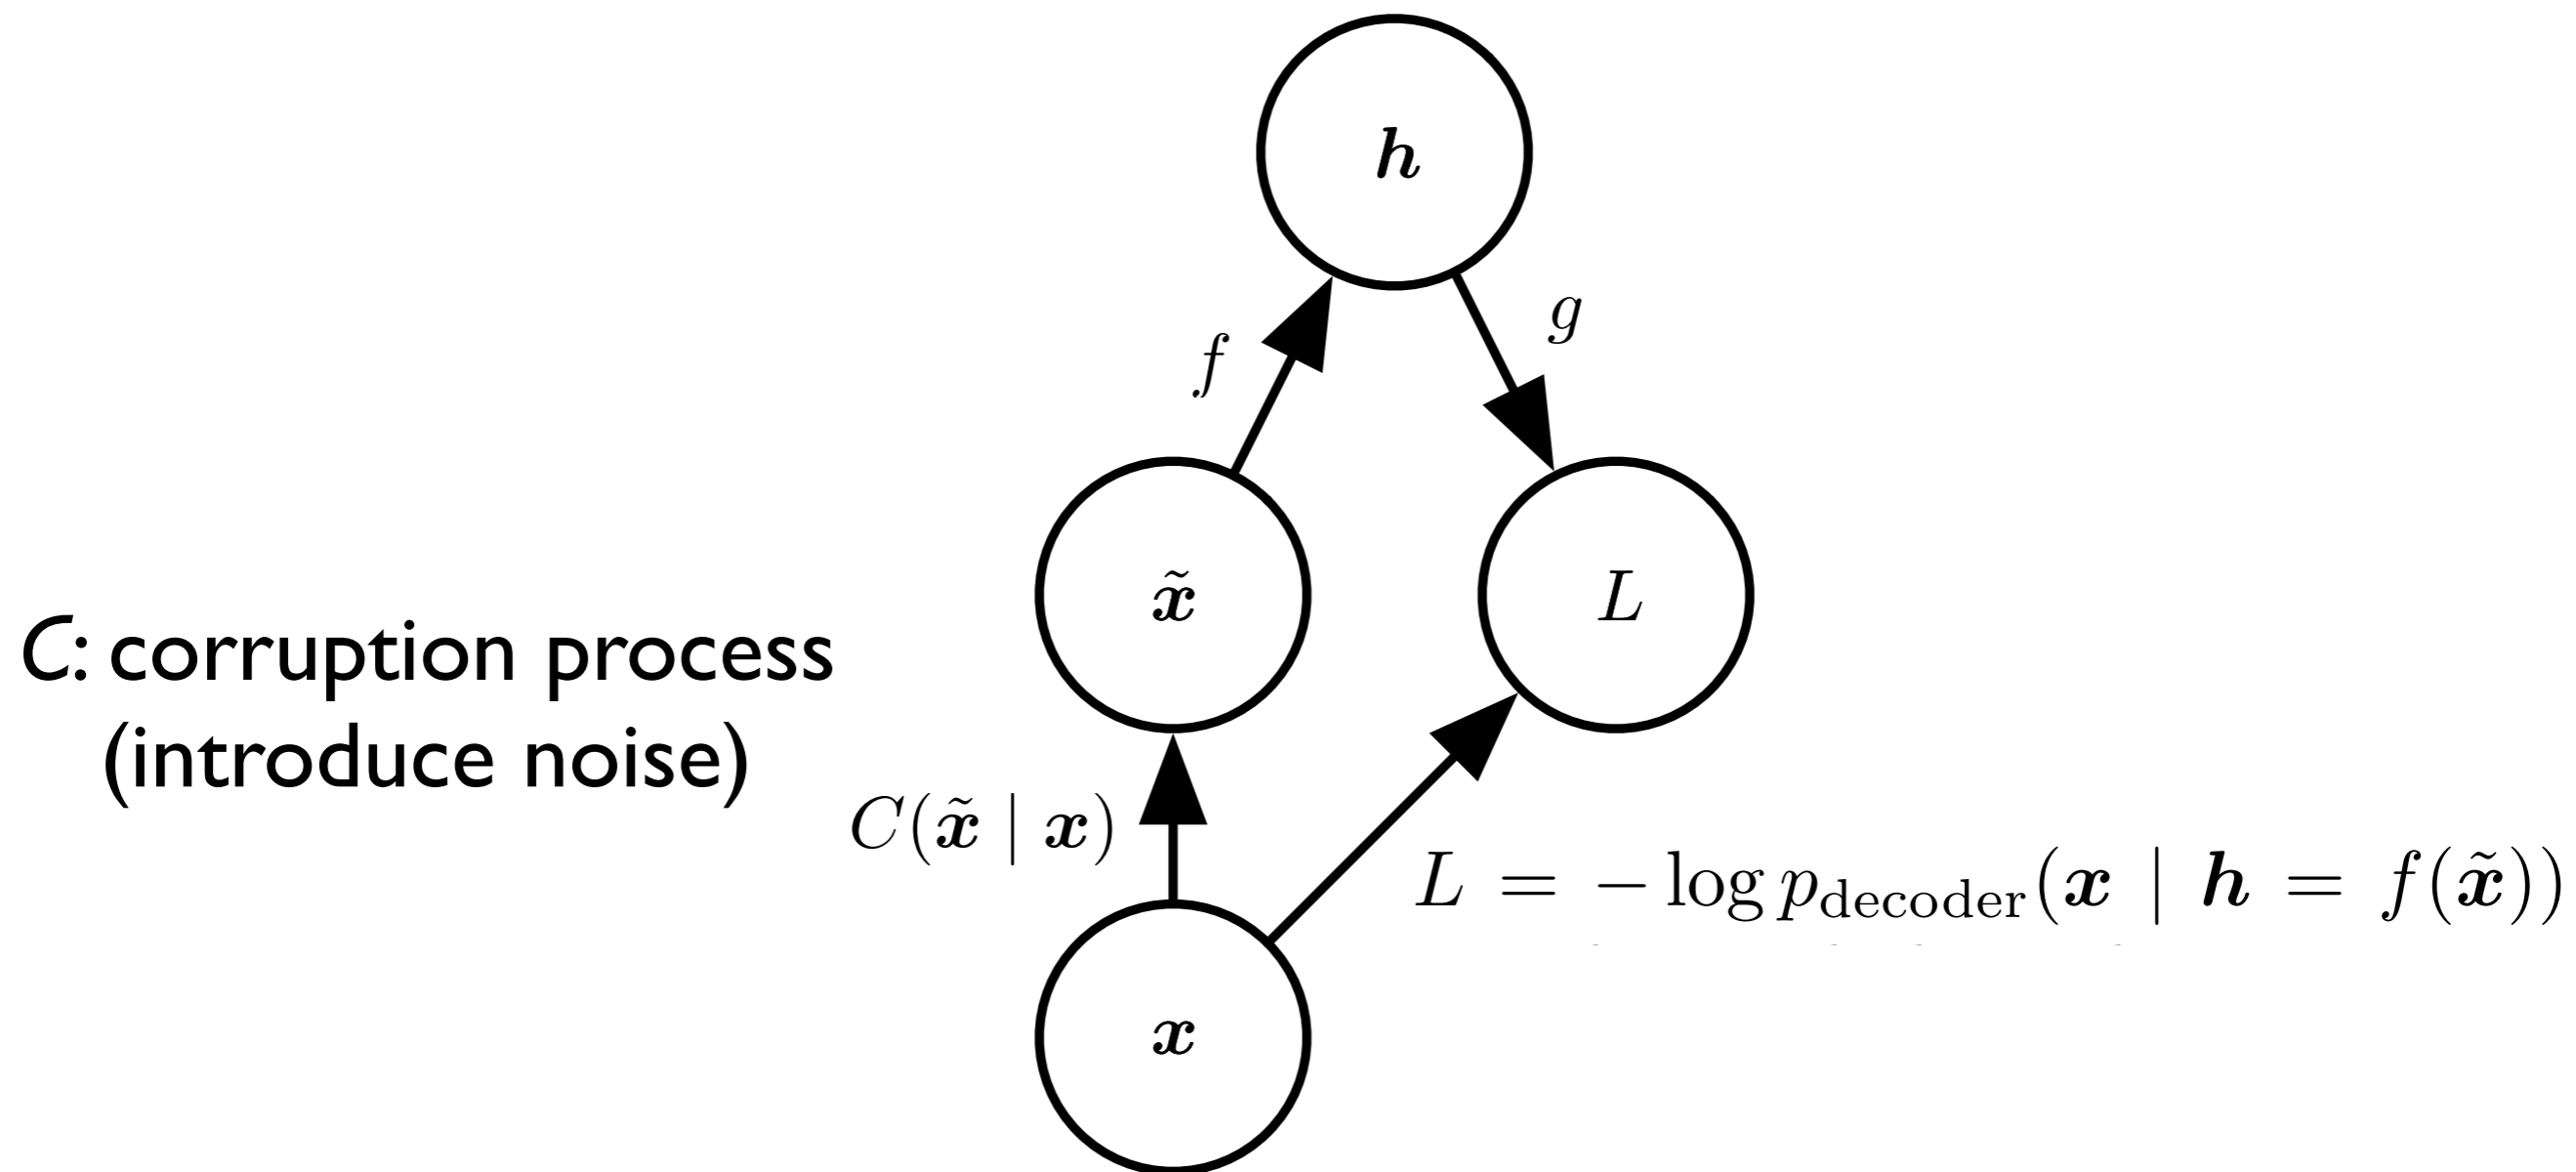 h
g
f
x̃
L
C: corruption process
(introduce noise)
C(x̃ | x)
L = − log p_decoder(x | h = f(x̃))
x